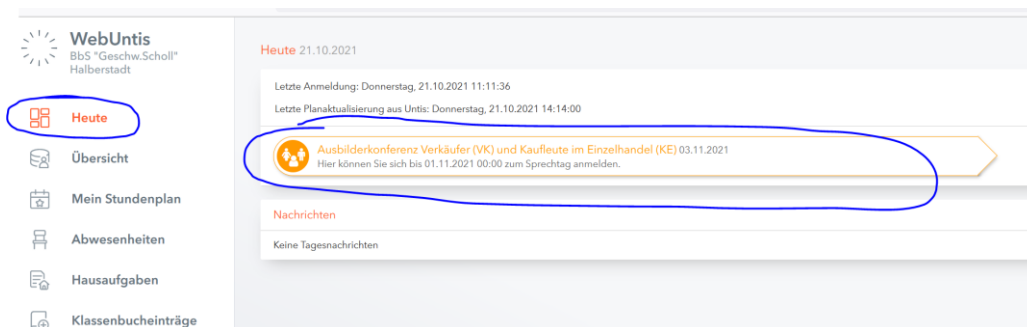 WebUntis
BbS "Geschw.Scholl"
Halberstadt
Heute
Übersicht
Mein Stundenplan
Abwesenheiten
Hausaufgaben
Klassenbucheinträge
Heute 21.10.2021
Letzte Anmeldung: Donnerstag, 21.10.2021 11:11:36
Letzte Planaktualisierung aus Untis: Donnerstag, 21.10.2021 14:14:00
Ausbilderkonferenz Verkäufer (VK) und Kaufleute im Einzelhandel (KE) 03.11.2021
Hier können Sie sich bis 01.11.2021 00:00 zum Sprechtag anmelden.
Nachrichten
Keine Tagesnachrichten